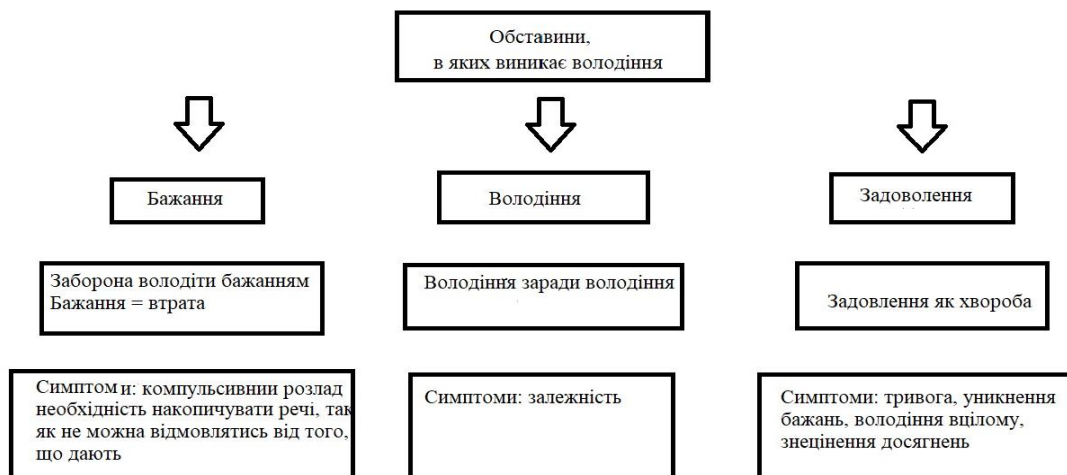 Обставини,
в яких виникає володіння
Бажання
Володіння
Задоволення
Заборона володіти бажанням
Бажання = втрата
Володіння заради володіння
Задовлення як хвороба
Симптом и: компульсивнии розлад
необхідність накопичувати речі, так
як не можна відмовлятись від того,
що дають
Симптоми: залежність
Симптоми: тривога, уникнення
бажань, володіння вцілому,
знецінення досягнень